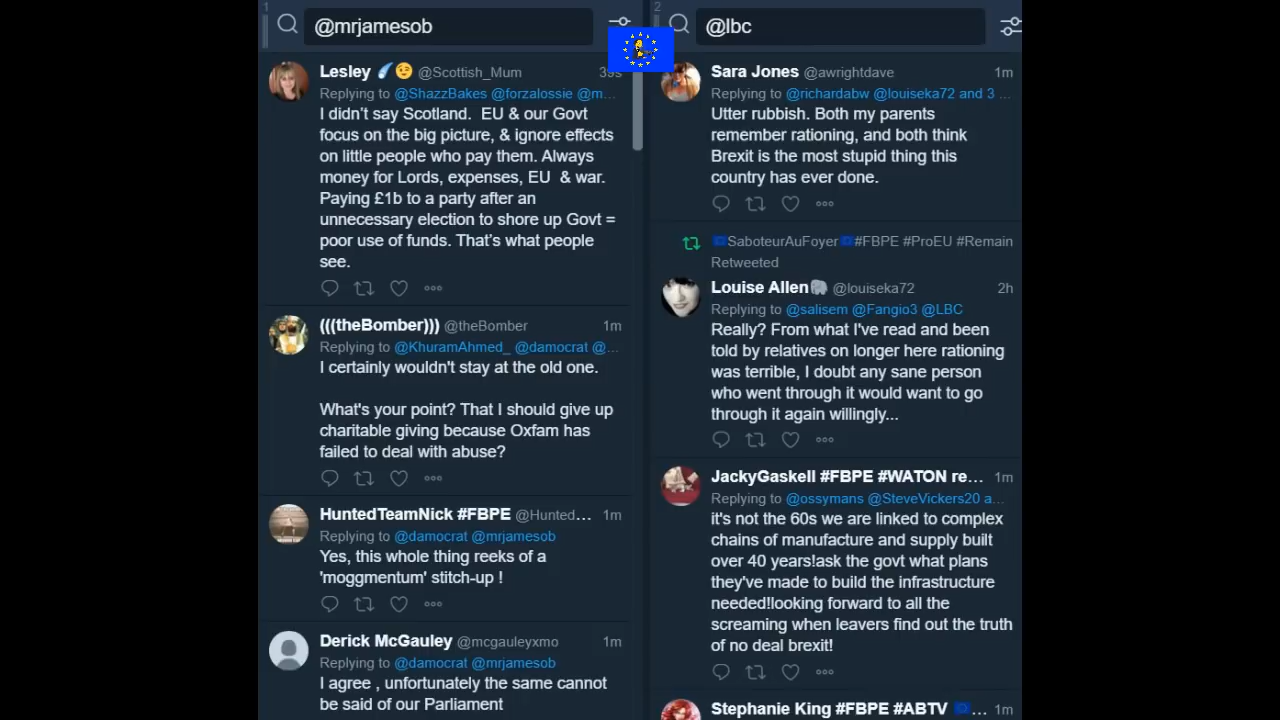 1
@mrjamesob
Lesley @Scottish_Mum 39s
Replying to @ShazzBakes @forzalossie @m...
I didn't say Scotland. EU & our Govt
focus on the big picture, & ignore effects
on little people who pay them. Always
money for Lords, expenses, EU & war.
Paying £1b to a party after an
unnecessary election to shore up Govt =
poor use of funds. That's what people
see.
(((theBomber))) @theBomber 1m
Replying to @KhuramAhmed_ @damocrat @...
I certainly wouldn't stay at the old one.
What's your point? That I should give up
charitable giving because Oxfam has
failed to deal with abuse?
HuntedTeamNick #FBPE @Hunted... 1m
Replying to @damocrat @mrjamesob
Yes, this whole thing reeks of a
'moggmentum' stitch-up !
Derick McGauley @mcgauleyxmo 1m
Replying to @damocrat @mrjamesob
I agree , unfortunately the same cannot
be said of our Parliament
2
@lbc
Sara Jones @awrightdave 1m
Replying to @richardabw @louiseka72 and 3 ...
Utter rubbish. Both my parents
remember rationing, and both think
Brexit is the most stupid thing this
country has ever done.
SaboteurAuFoyer #FBPE #ProEU #Remain
Retweeted
Louise Allen @louiseka72 2h
Replying to @salisem @Fangio3 @LBC
Really? From what I've read and been
told by relatives on longer here rationing
was terrible, I doubt any sane person
who went through it would want to go
through it again willingly...
JackyGaskell #FBPE #WATON re... 1m
Replying to @ossymans @SteveVickers20 a...
it's not the 60s we are linked to complex
chains of manufacture and supply built
over 40 years!ask the govt what plans
they've made to build the infrastructure
needed!looking forward to all the
screaming when leavers find out the truth
of no deal brexit!
Stephanie King #FBPE #ABTV ... 1m